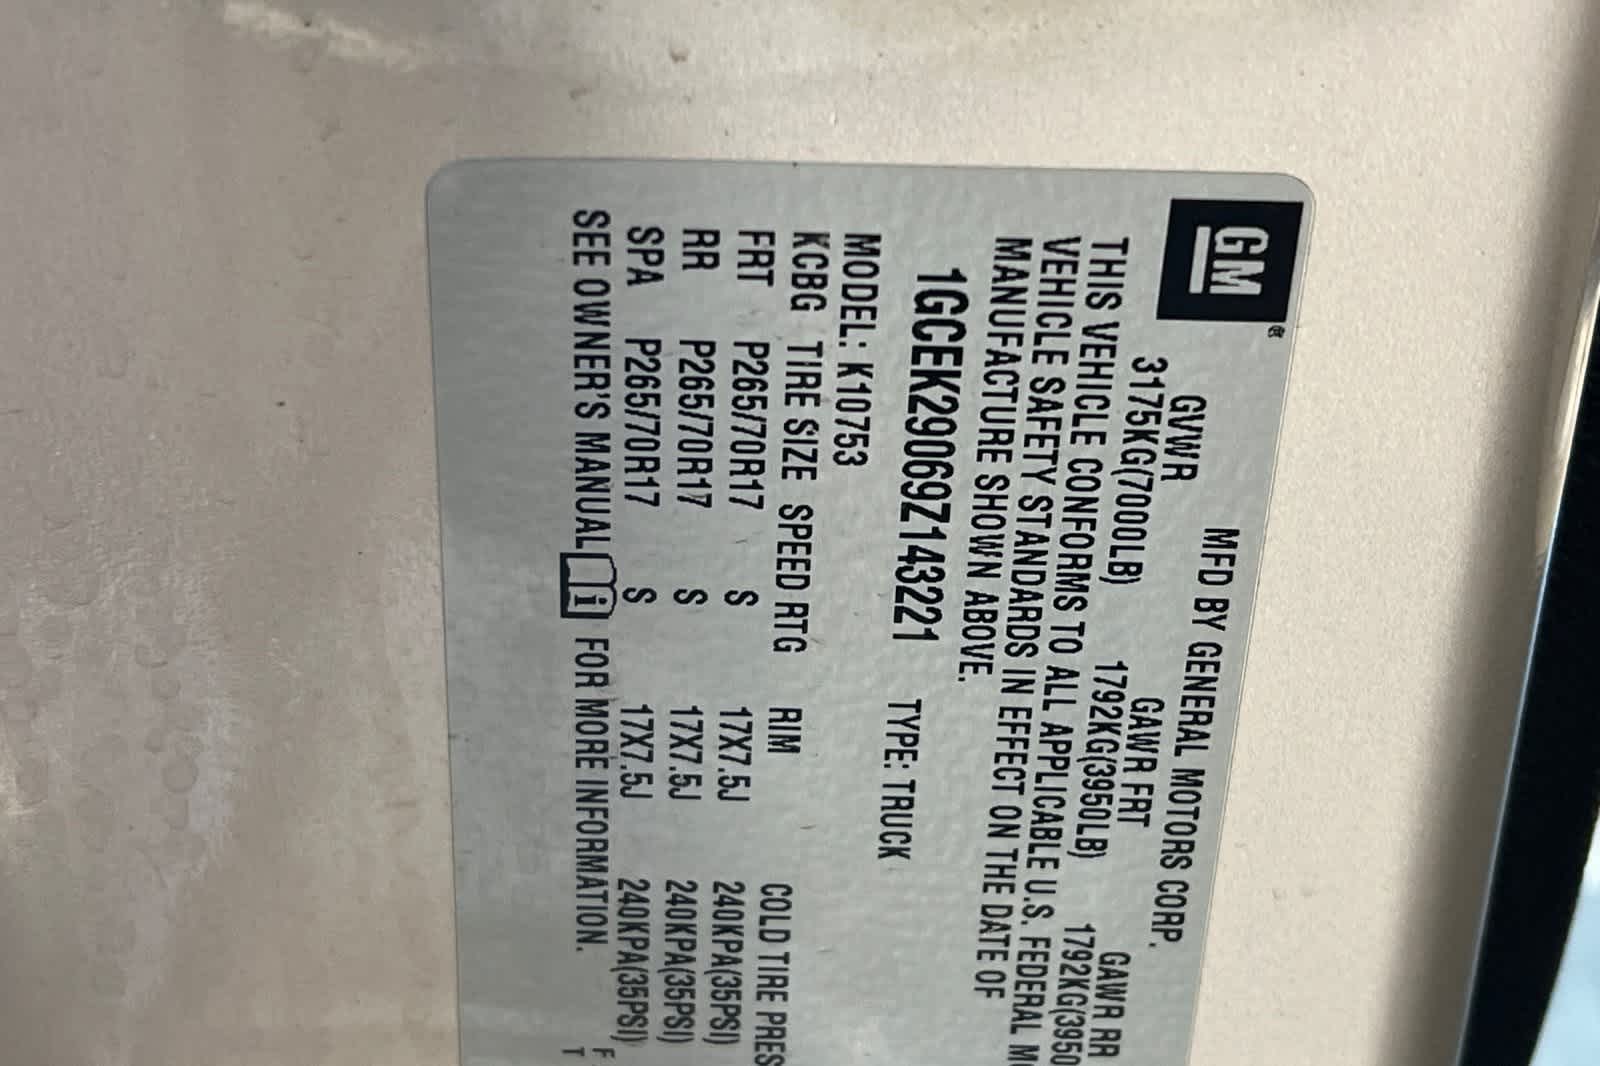 GM
MFD BY GENERAL MOTORS CORP.
GVWR GAWR FRT GAWR RR
3175KG(7000LB) 1792KG(3950LB) 1792KG(3950
THIS VEHICLE CONFORMS TO ALL APPLICABLE U.S. FEDERAL M
VEHICLE SAFETY STANDARDS IN EFFECT ON THE DATE OF
MANUFACTURE SHOWN ABOVE.
1GCEK29069Z143221 TYPE: TRUCK
MODEL: K10753
KCBG TIRE SIZE SPEED RTG RIM COLD TIRE PRES
FRT P265/70R17 S 17X7.5J 240KPA(35PSI)
RR P265/70R17 S 17X7.5J 240KPA(35PSI)
SPA P265/70R17 S 17X7.5J 240KPA(35PSI)
SEE OWNER'S MANUAL i FOR MORE INFORMATION.
F
T